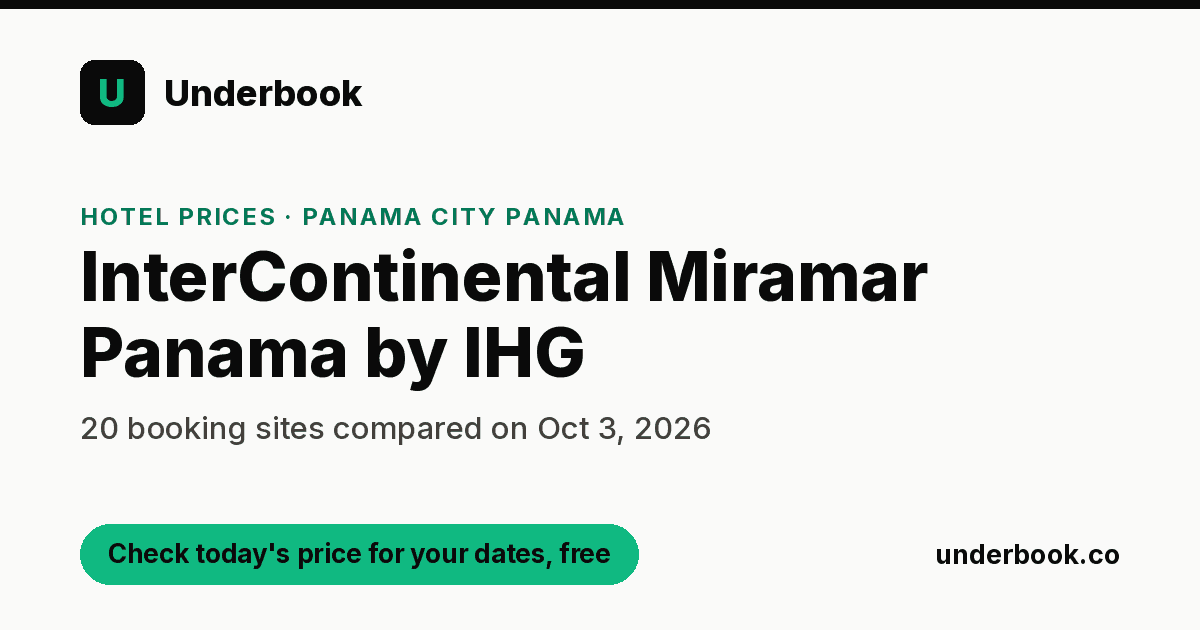 U
Underbook
HOTEL PRICES · PANAMA CITY PANAMA
InterContinental Miramar
Panama by IHG
20 booking sites compared on Oct 3, 2026
Check today's price for your dates, free
underbook.co